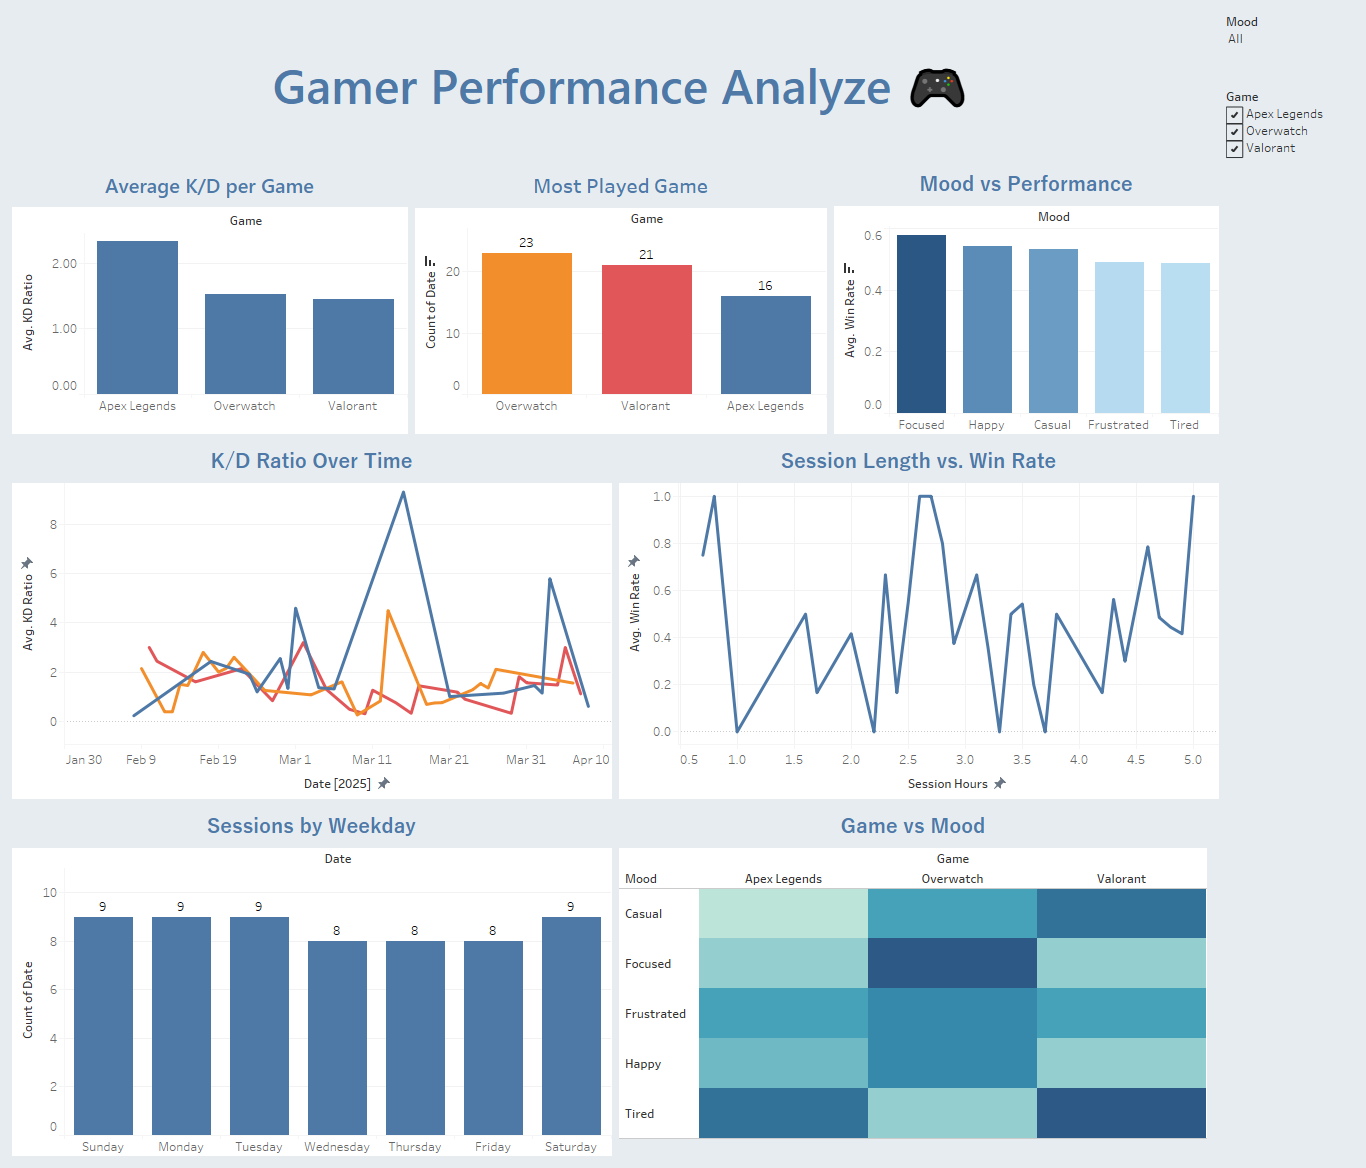 Mood
All
Gamer Performance Analyze
Game
Apex Legends
Overwatch
Valorant
Average K/D per Game
Game
Avg. KD Ratio
2.00
1.00
0.00
Apex Legends Overwatch Valorant
Most Played Game
Game
Count of Date
20
10
0
23
21
16
Overwatch Valorant Apex Legends
Mood vs Performance
Mood
Avg. Win Rate
0.6
0.4
0.2
0.0
Focused Happy Casual Frustrated Tired
K/D Ratio Over Time
Avg. KD Ratio
8
6
4
2
0
Jan 30 Feb 9 Feb 19 Mar 1 Mar 11 Mar 21 Mar 31 Apr 10
Date [2025]
Session Length vs. Win Rate
Avg. Win Rate
1.0
0.8
0.6
0.4
0.2
0.0
0.5 1.0 1.5 2.0 2.5 3.0 3.5 4.0 4.5 5.0
Session Hours
Sessions by Weekday
Date
Count of Date
10
8
6
4
2
0
9 9 9 8 8 8 9
Sunday Monday Tuesday Wednesday Thursday Friday Saturday
Game vs Mood
Game
Mood Apex Legends Overwatch Valorant
Casual
Focused
Frustrated
Happy
Tired